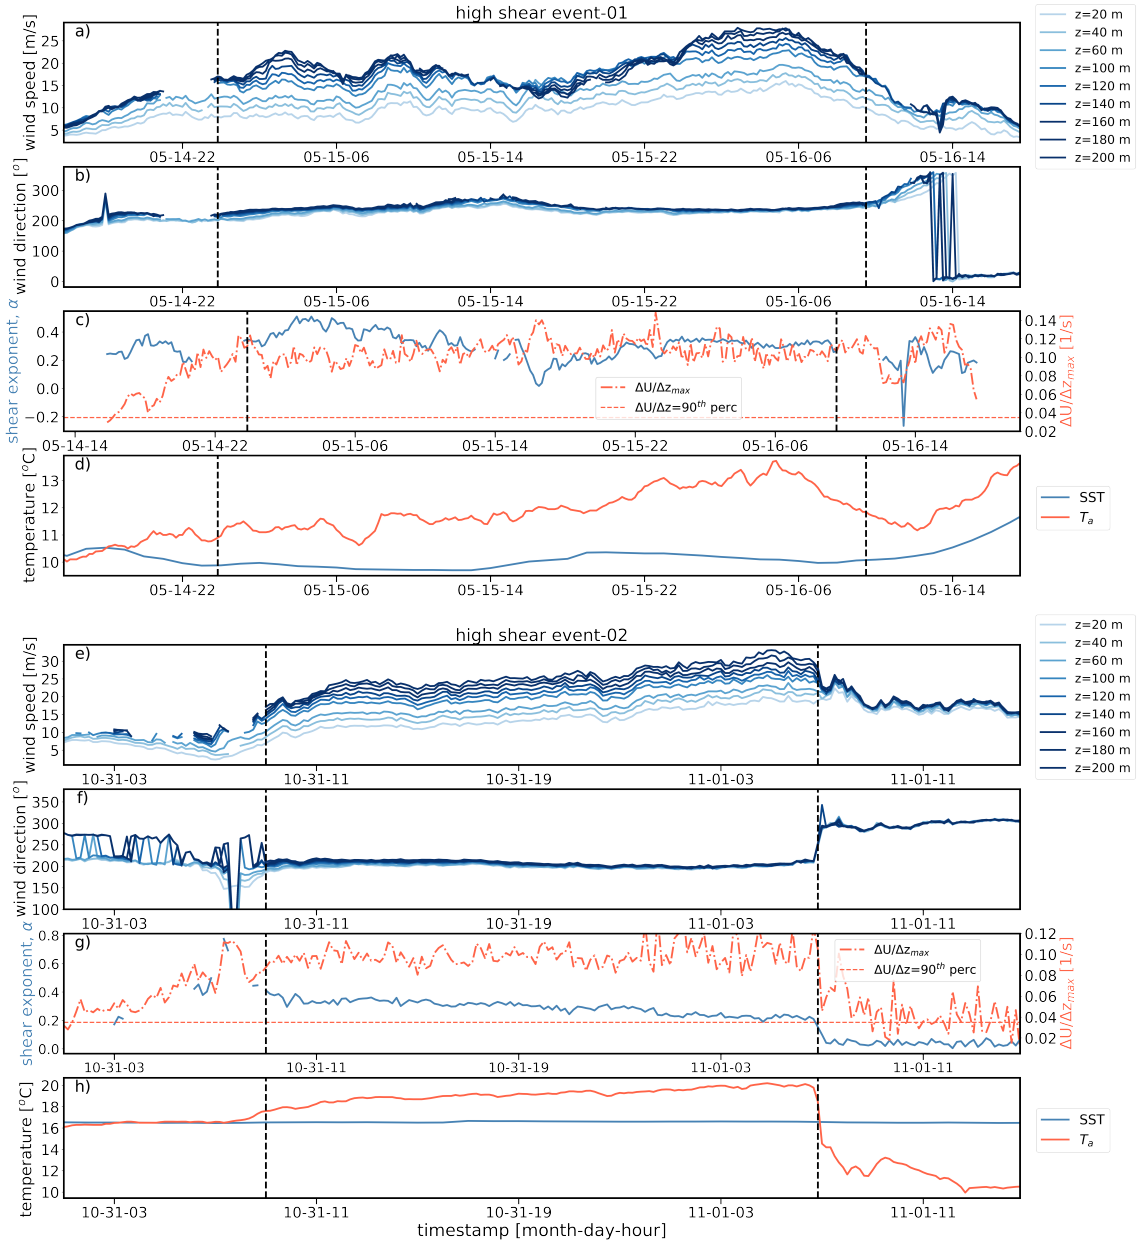 high shear event-01
a)
wind speed [m/s]
25
20
15
10
5
05-14-22
05-15-06
05-15-14
05-15-22
05-16-06
05-16-14
z=20 m
z=40 m
z=60 m
z=100 m
z=120 m
z=140 m
z=160 m
z=180 m
z=200 m
b)
wind direction [°]
300
200
100
0
05-14-22
05-15-06
05-15-14
05-15-22
05-16-06
05-16-14
c)
shear exponent, α
0.4
0.2
0.0
−0.2
ΔU/Δz_max
ΔU/Δz=90^th perc
0.14
0.12
0.10
0.08
0.06
0.04
0.02
ΔU/Δz_max [1/s]
05-14-14
05-14-22
05-15-06
05-15-14
05-15-22
05-16-06
05-16-14
d)
temperature [°C]
13
12
11
10
05-14-22
05-15-06
05-15-14
05-15-22
05-16-06
05-16-14
SST
T_a
high shear event-02
e)
wind speed [m/s]
30
25
20
15
10
5
10-31-03
10-31-11
10-31-19
11-01-03
11-01-11
z=20 m
z=40 m
z=60 m
z=100 m
z=120 m
z=140 m
z=160 m
z=180 m
z=200 m
f)
wind direction [°]
350
300
250
200
150
100
10-31-03
10-31-11
10-31-19
11-01-03
11-01-11
g)
shear exponent, α
0.8
0.6
0.4
0.2
0.0
ΔU/Δz_max
ΔU/Δz=90^th perc
0.12
0.10
0.08
0.06
0.04
0.02
ΔU/Δz_max [1/s]
10-31-03
10-31-11
10-31-19
11-01-03
11-01-11
h)
temperature [°C]
20
18
16
14
12
10
10-31-03
10-31-11
10-31-19
11-01-03
11-01-11
SST
T_a
timestamp [month-day-hour]